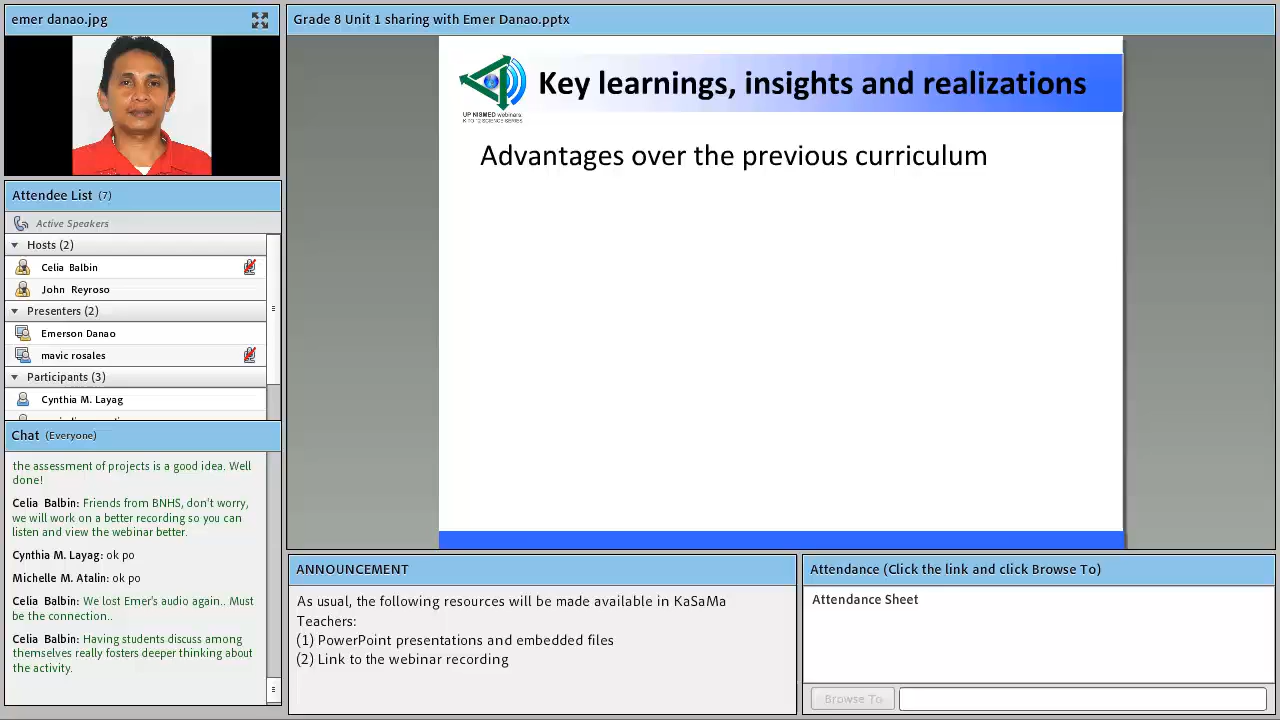 emer danao.jpg
Attendee List (7)
Active Speakers
Hosts (2)
Celia Balbin
John Reyroso
Presenters (2)
Emerson Danao
mavic rosales
Participants (3)
Cynthia M. Layag
Chat (Everyone)
the assessment of projects is a good idea. Well
done!
Celia Balbin: Friends from BNHS, don't worry,
we will work on a better recording so you can
listen and view the webinar better.
Cynthia M. Layag: ok po
Michelle M. Atalin: ok po
Celia Balbin: We lost Emer's audio again.. Must
be the connection..
Celia Balbin: Having students discuss among
themselves really fosters deeper thinking about
the activity.
Grade 8 Unit 1 sharing with Emer Danao.pptx
UP NISMED webinars
K TO 12 SCIENCE SERIES
Key learnings, insights and realizations
Advantages over the previous curriculum
ANNOUNCEMENT
As usual, the following resources will be made available in KaSaMa
Teachers:
(1) PowerPoint presentations and embedded files
(2) Link to the webinar recording
Attendance (Click the link and click Browse To)
Attendance Sheet
Browse To